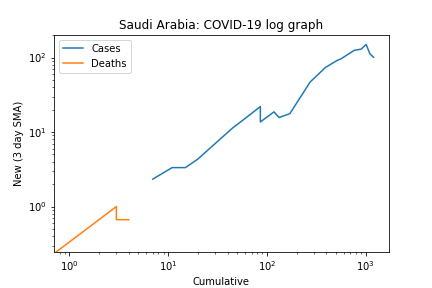 Saudi Arabia: COVID-19 log graph
Cases
Deaths
New (3 day SMA)
10²
10¹
10⁰
10⁰ 10¹ 10² 10³
Cumulative